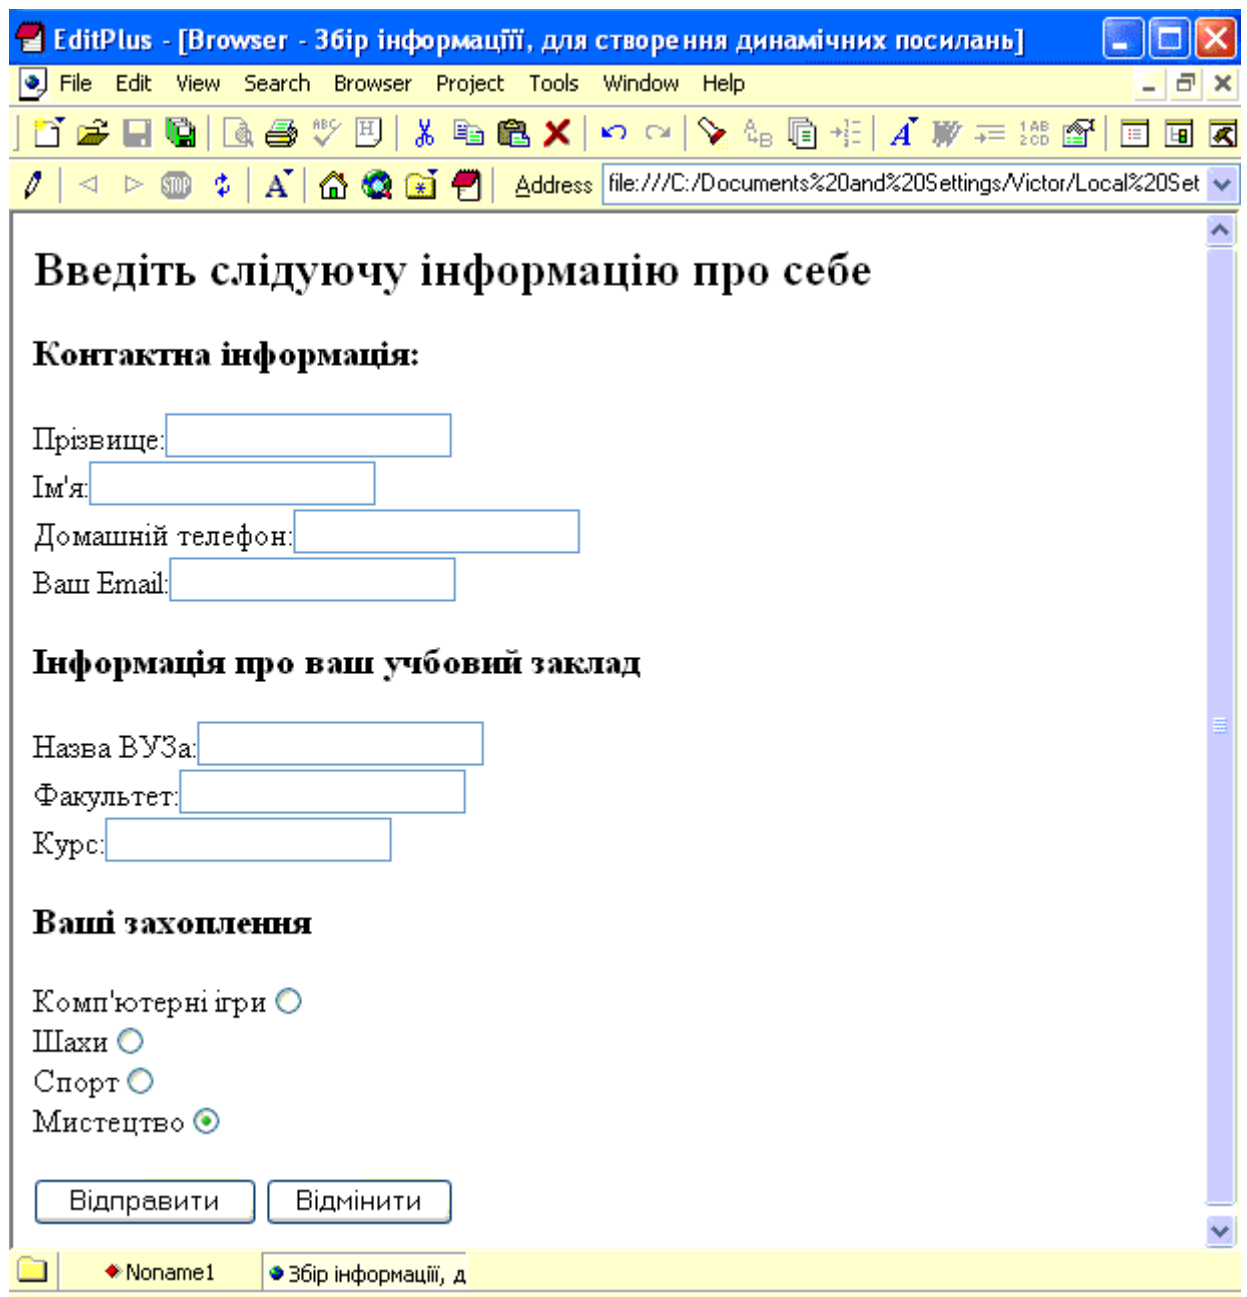 EditPlus - [Browser - Збір інформаціїї, для створення динамічних посилань]
File Edit View Search Browser Project Tools Window Help
Address file:///C:/Documents%20and%20Settings/Victor/Local%20Set
Введіть слідуючу інформацію про себе
Контактна інформація:
Прізвище:
Ім'я:
Домашній телефон:
Ваш Email:
Інформація про ваш учбовий заклад
Назва ВУЗа:
Факультет:
Курс:
Ваші захоплення
Комп'ютерні ігри
Шахи
Спорт
Мистецтво
Відправити Відмінити
Noname1 Збір інформаціїї, д